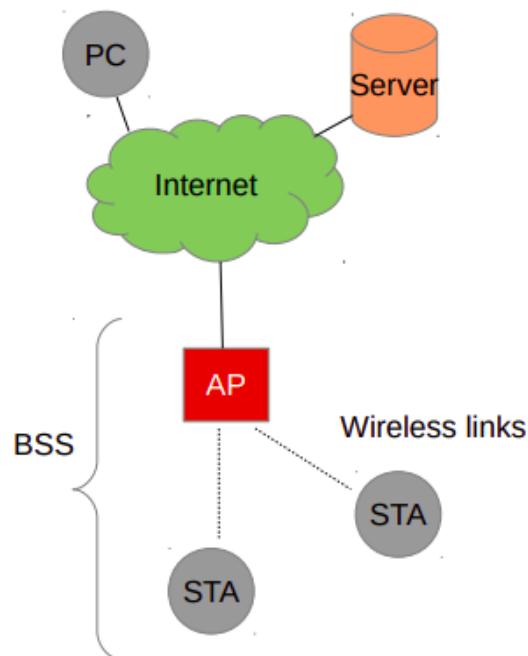 PC
Server
Internet
AP
Wireless links
BSS
STA
STA